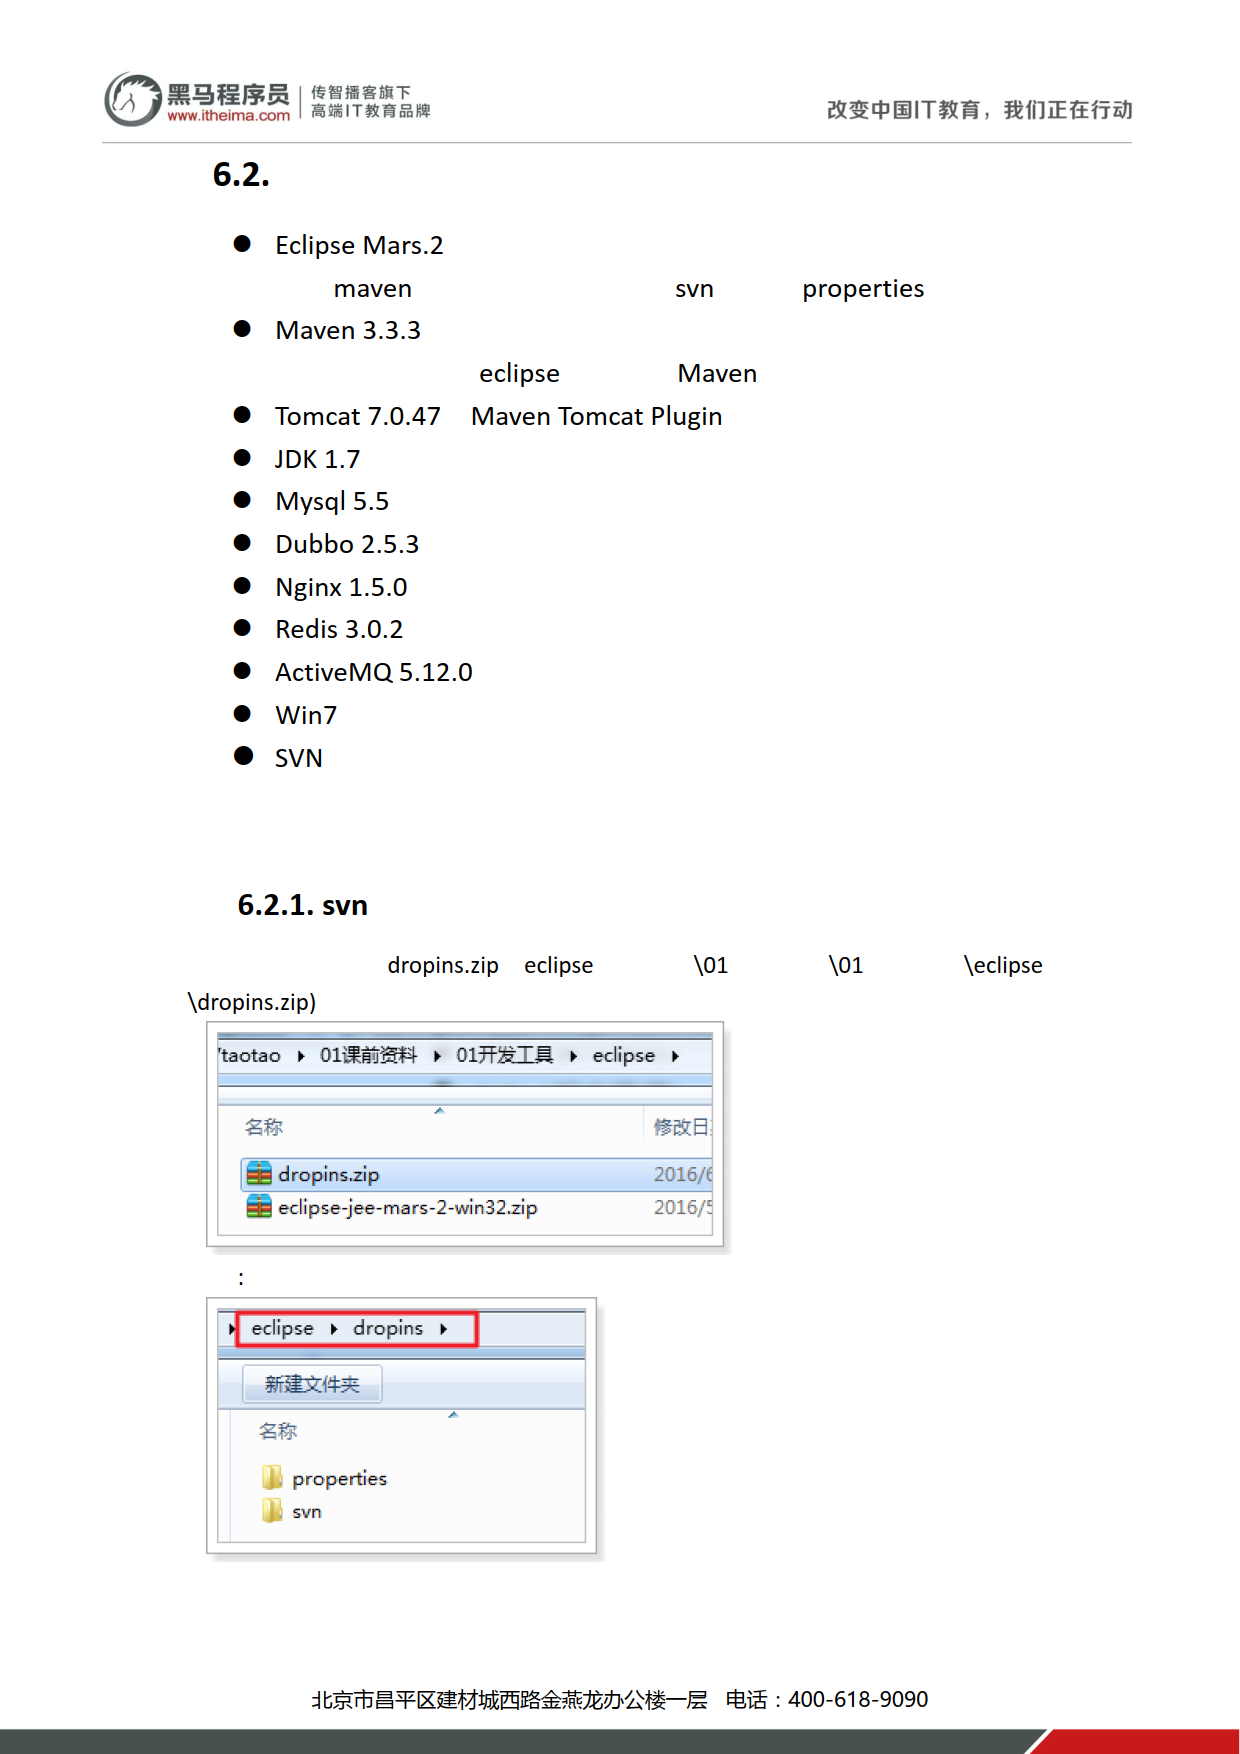 黑马程序员 传智播客旗下
www.itheima.com 高端IT教育品牌
改变中国IT教育，我们正在行动
6.2.
● Eclipse Mars.2
maven svn properties
● Maven 3.3.3
eclipse Maven
● Tomcat 7.0.47 Maven Tomcat Plugin
● JDK 1.7
● Mysql 5.5
● Dubbo 2.5.3
● Nginx 1.5.0
● Redis 3.0.2
● ActiveMQ 5.12.0
● Win7
● SVN
6.2.1. svn
dropins.zip eclipse \01 \01 \eclipse
\dropins.zip)
taotao 01课前资料 01开发工具 eclipse
名称 修改日
dropins.zip 2016/6
eclipse-jee-mars-2-win32.zip 2016/5
:
eclipse dropins
新建文件夹
名称
properties
svn
北京市昌平区建材城西路金燕龙办公楼一层 电话：400-618-9090